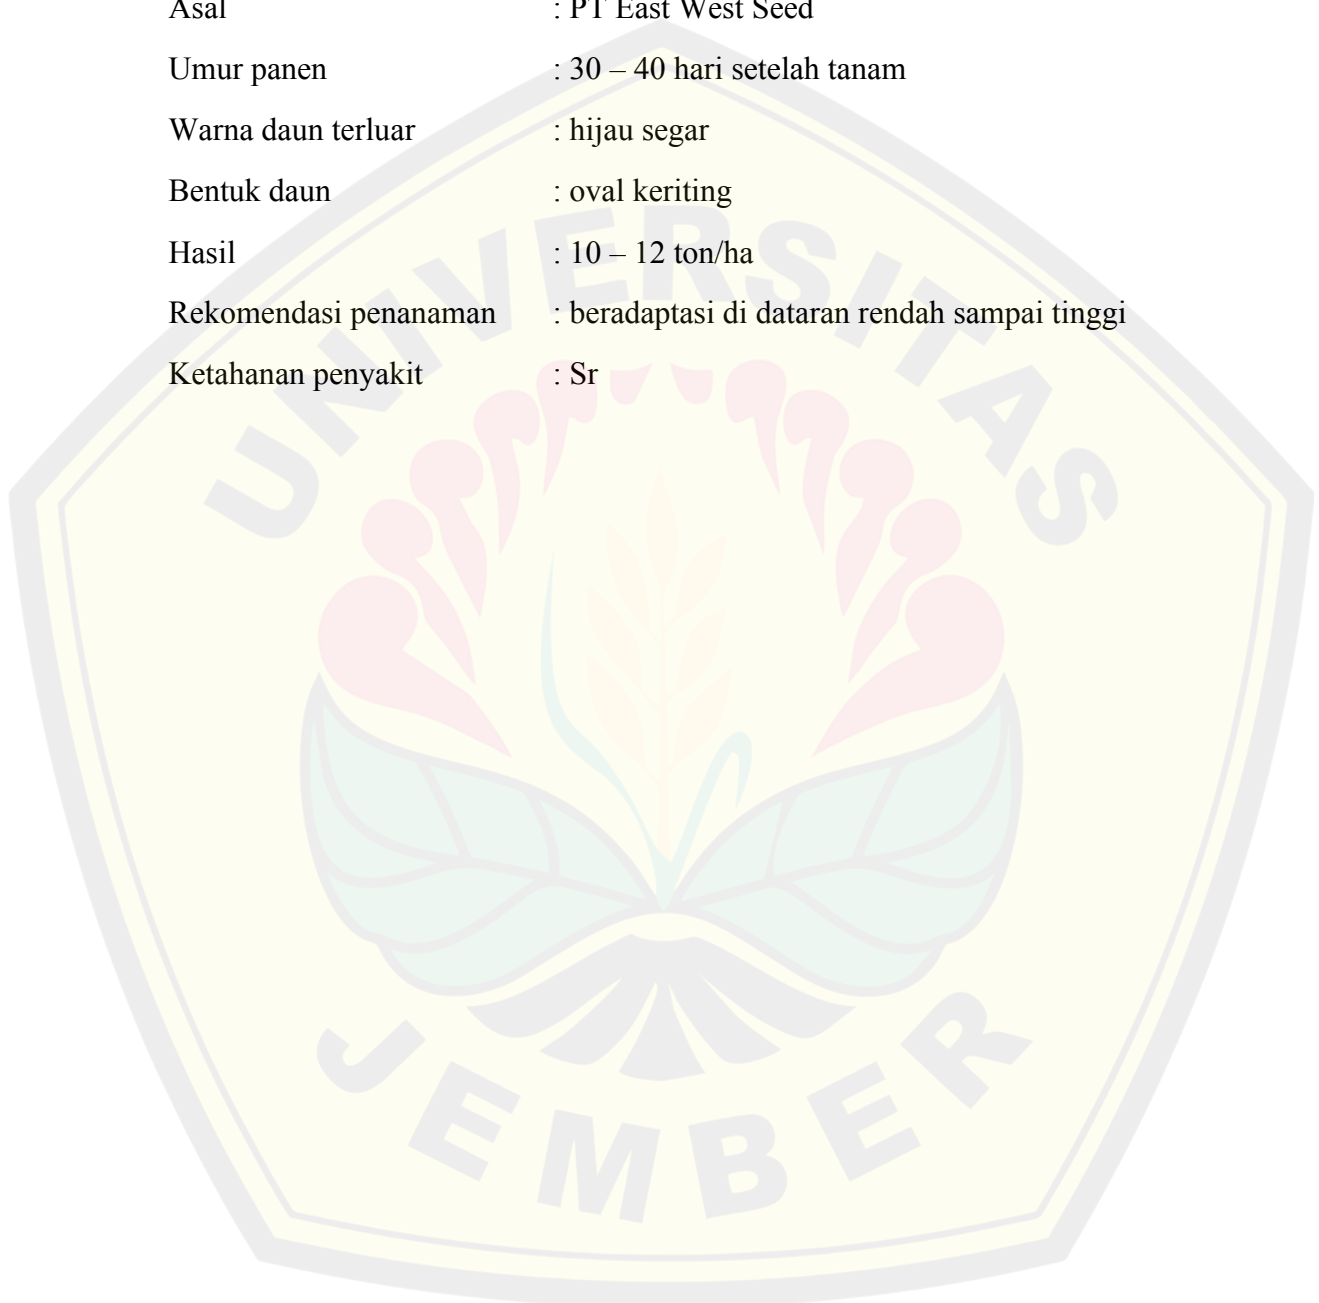 Asal : PT East West Seed
Umur panen : 30 – 40 hari setelah tanam
Warna daun terluar : hijau segar
Bentuk daun : oval keriting
Hasil : 10 – 12 ton/ha
Rekomendasi penanaman : beradaptasi di dataran rendah sampai tinggi
Ketahanan penyakit : Sr
UNIVERSITAS
JEMBER